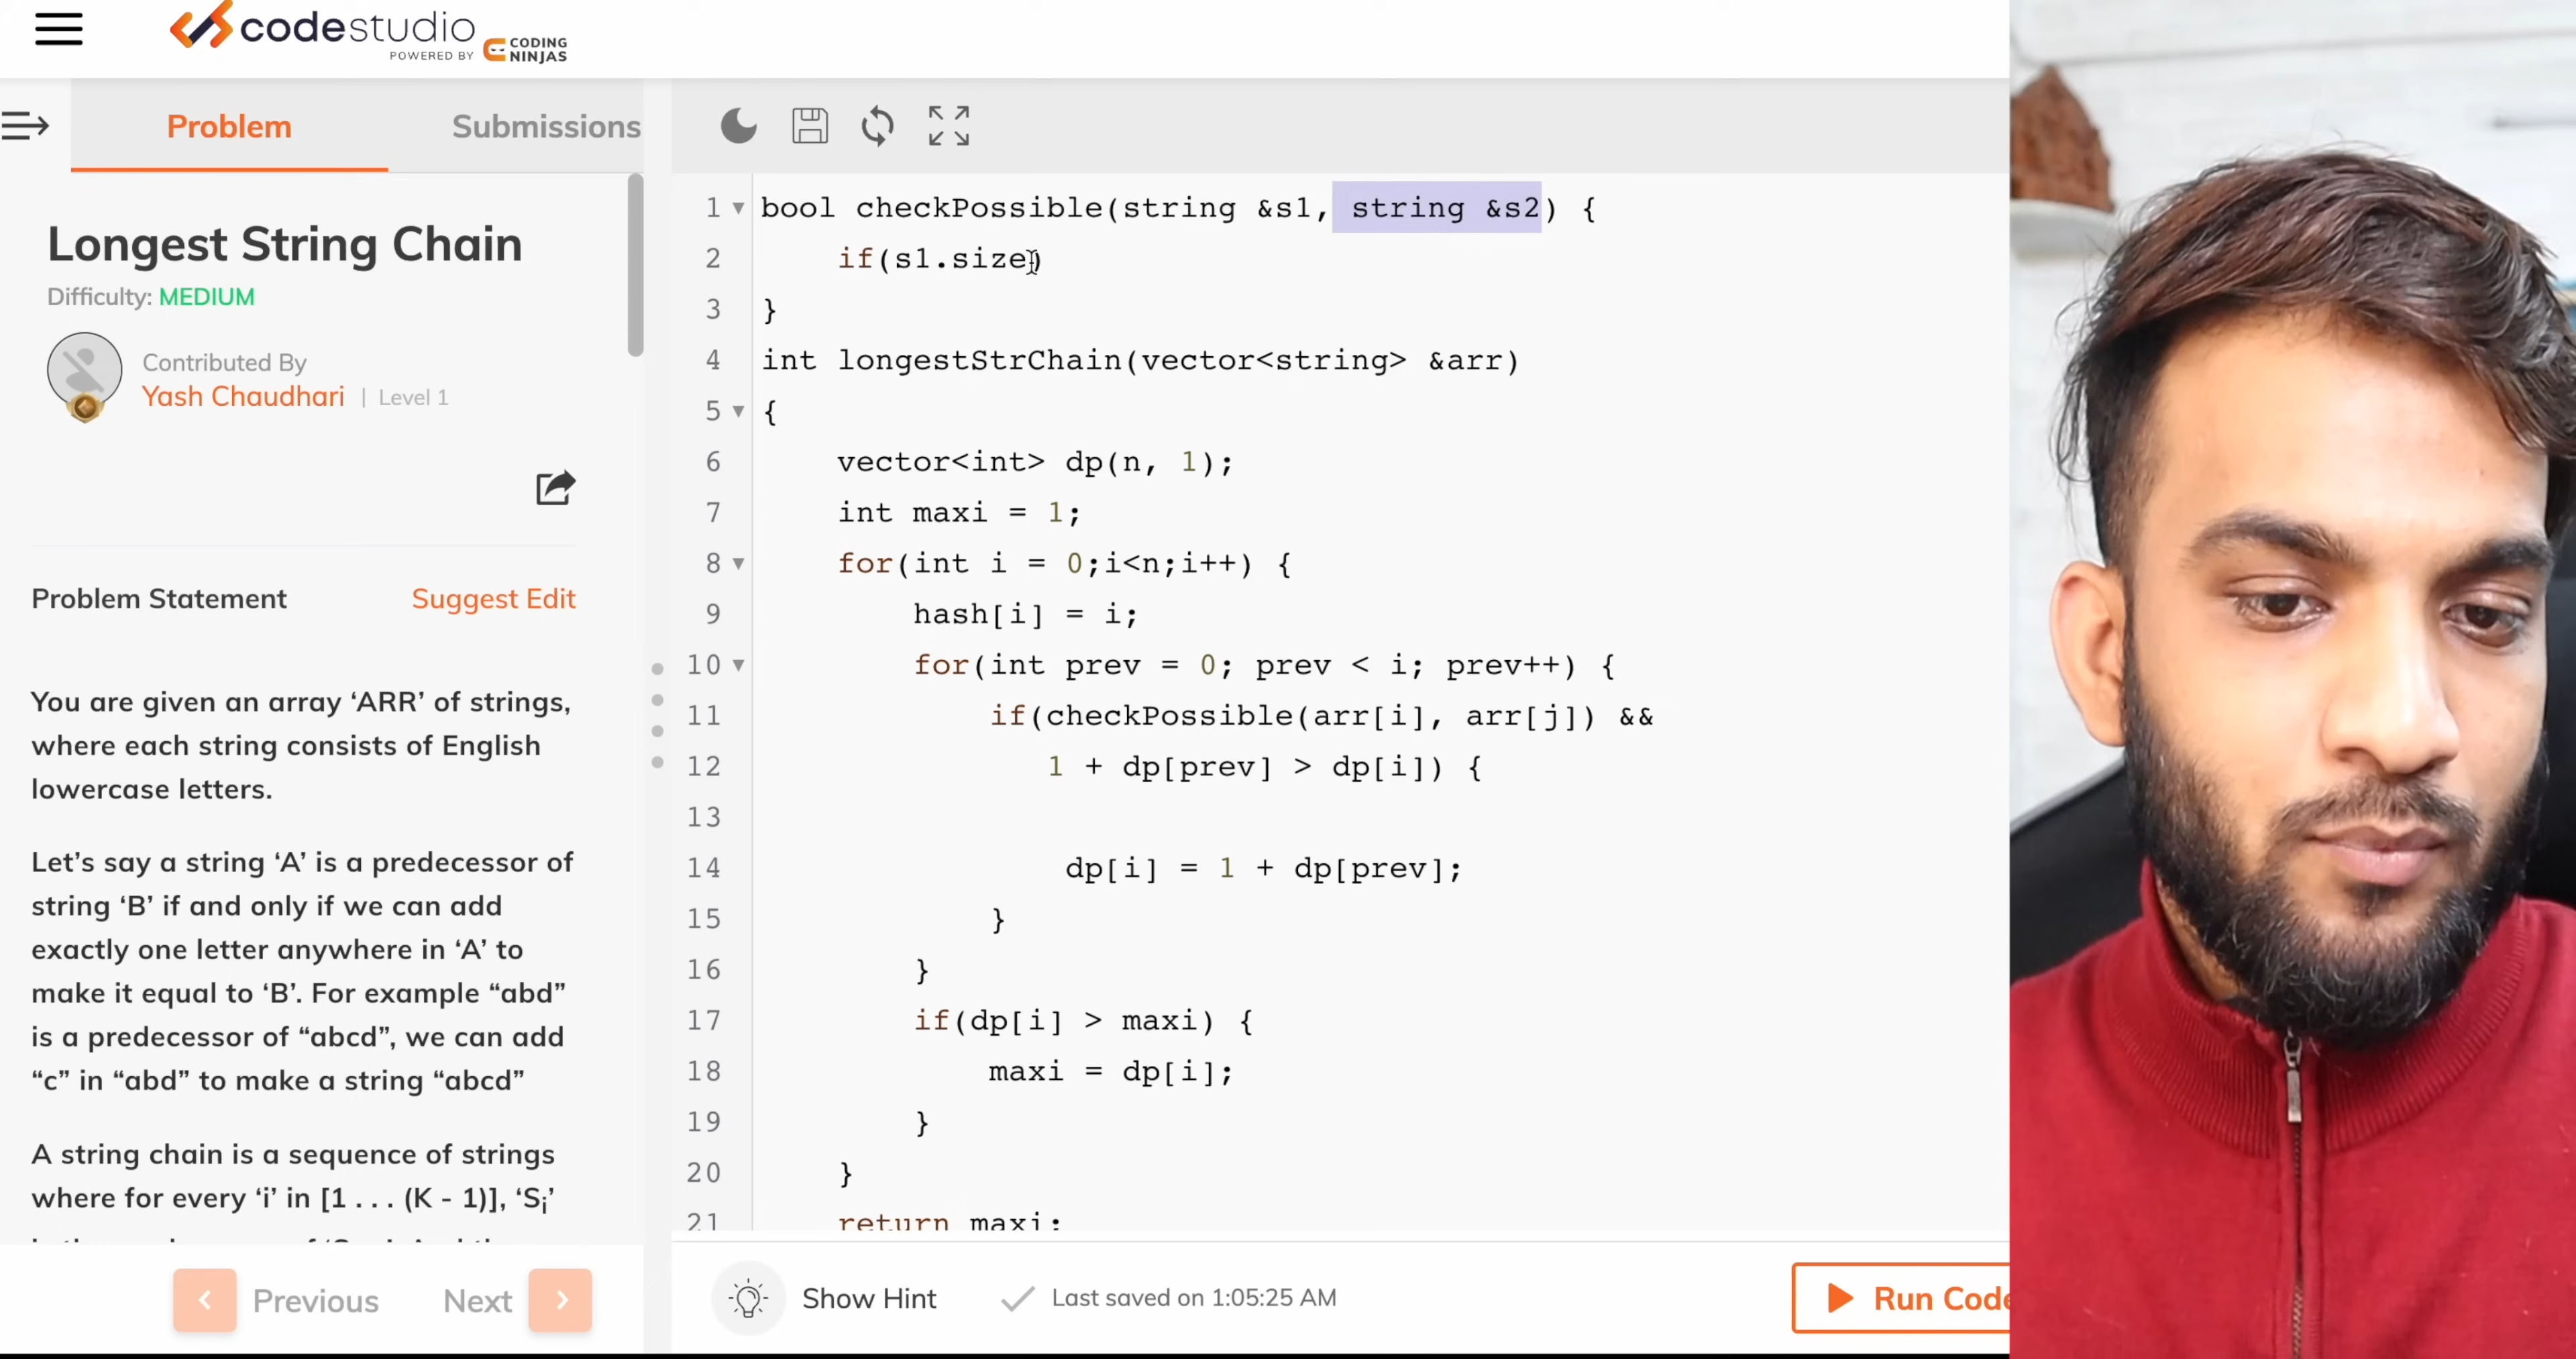 codestudio
POWERED BY CODING NINJAS
Problem Submissions
Longest String Chain
Difficulty: MEDIUM
Contributed By
Yash Chaudhari | Level 1
Problem Statement Suggest Edit
You are given an array ‘ARR’ of strings,
where each string consists of English
lowercase letters.
Let’s say a string ‘A’ is a predecessor of
string ‘B’ if and only if we can add
exactly one letter anywhere in ‘A’ to
make it equal to ‘B’. For example “abd”
is a predecessor of “abcd”, we can add
“c” in “abd” to make a string “abcd”
A string chain is a sequence of strings
where for every ‘i’ in [1 . . . (K - 1)], ‘Si’
Previous Next
1 bool checkPossible(string &s1, string &s2) {
2 if(s1.size)
3 }
4 int longestStrChain(vector<string> &arr)
5 {
6 vector<int> dp(n, 1);
7 int maxi = 1;
8 for(int i = 0;i<n;i++) {
9 hash[i] = i;
10 for(int prev = 0; prev < i; prev++) {
11 if(checkPossible(arr[i], arr[j]) &&
12 1 + dp[prev] > dp[i]) {
13
14 dp[i] = 1 + dp[prev];
15 }
16 }
17 if(dp[i] > maxi) {
18 maxi = dp[i];
19 }
20 }
21 return maxi;
Show Hint Last saved on 1:05:25 AM
Run Code